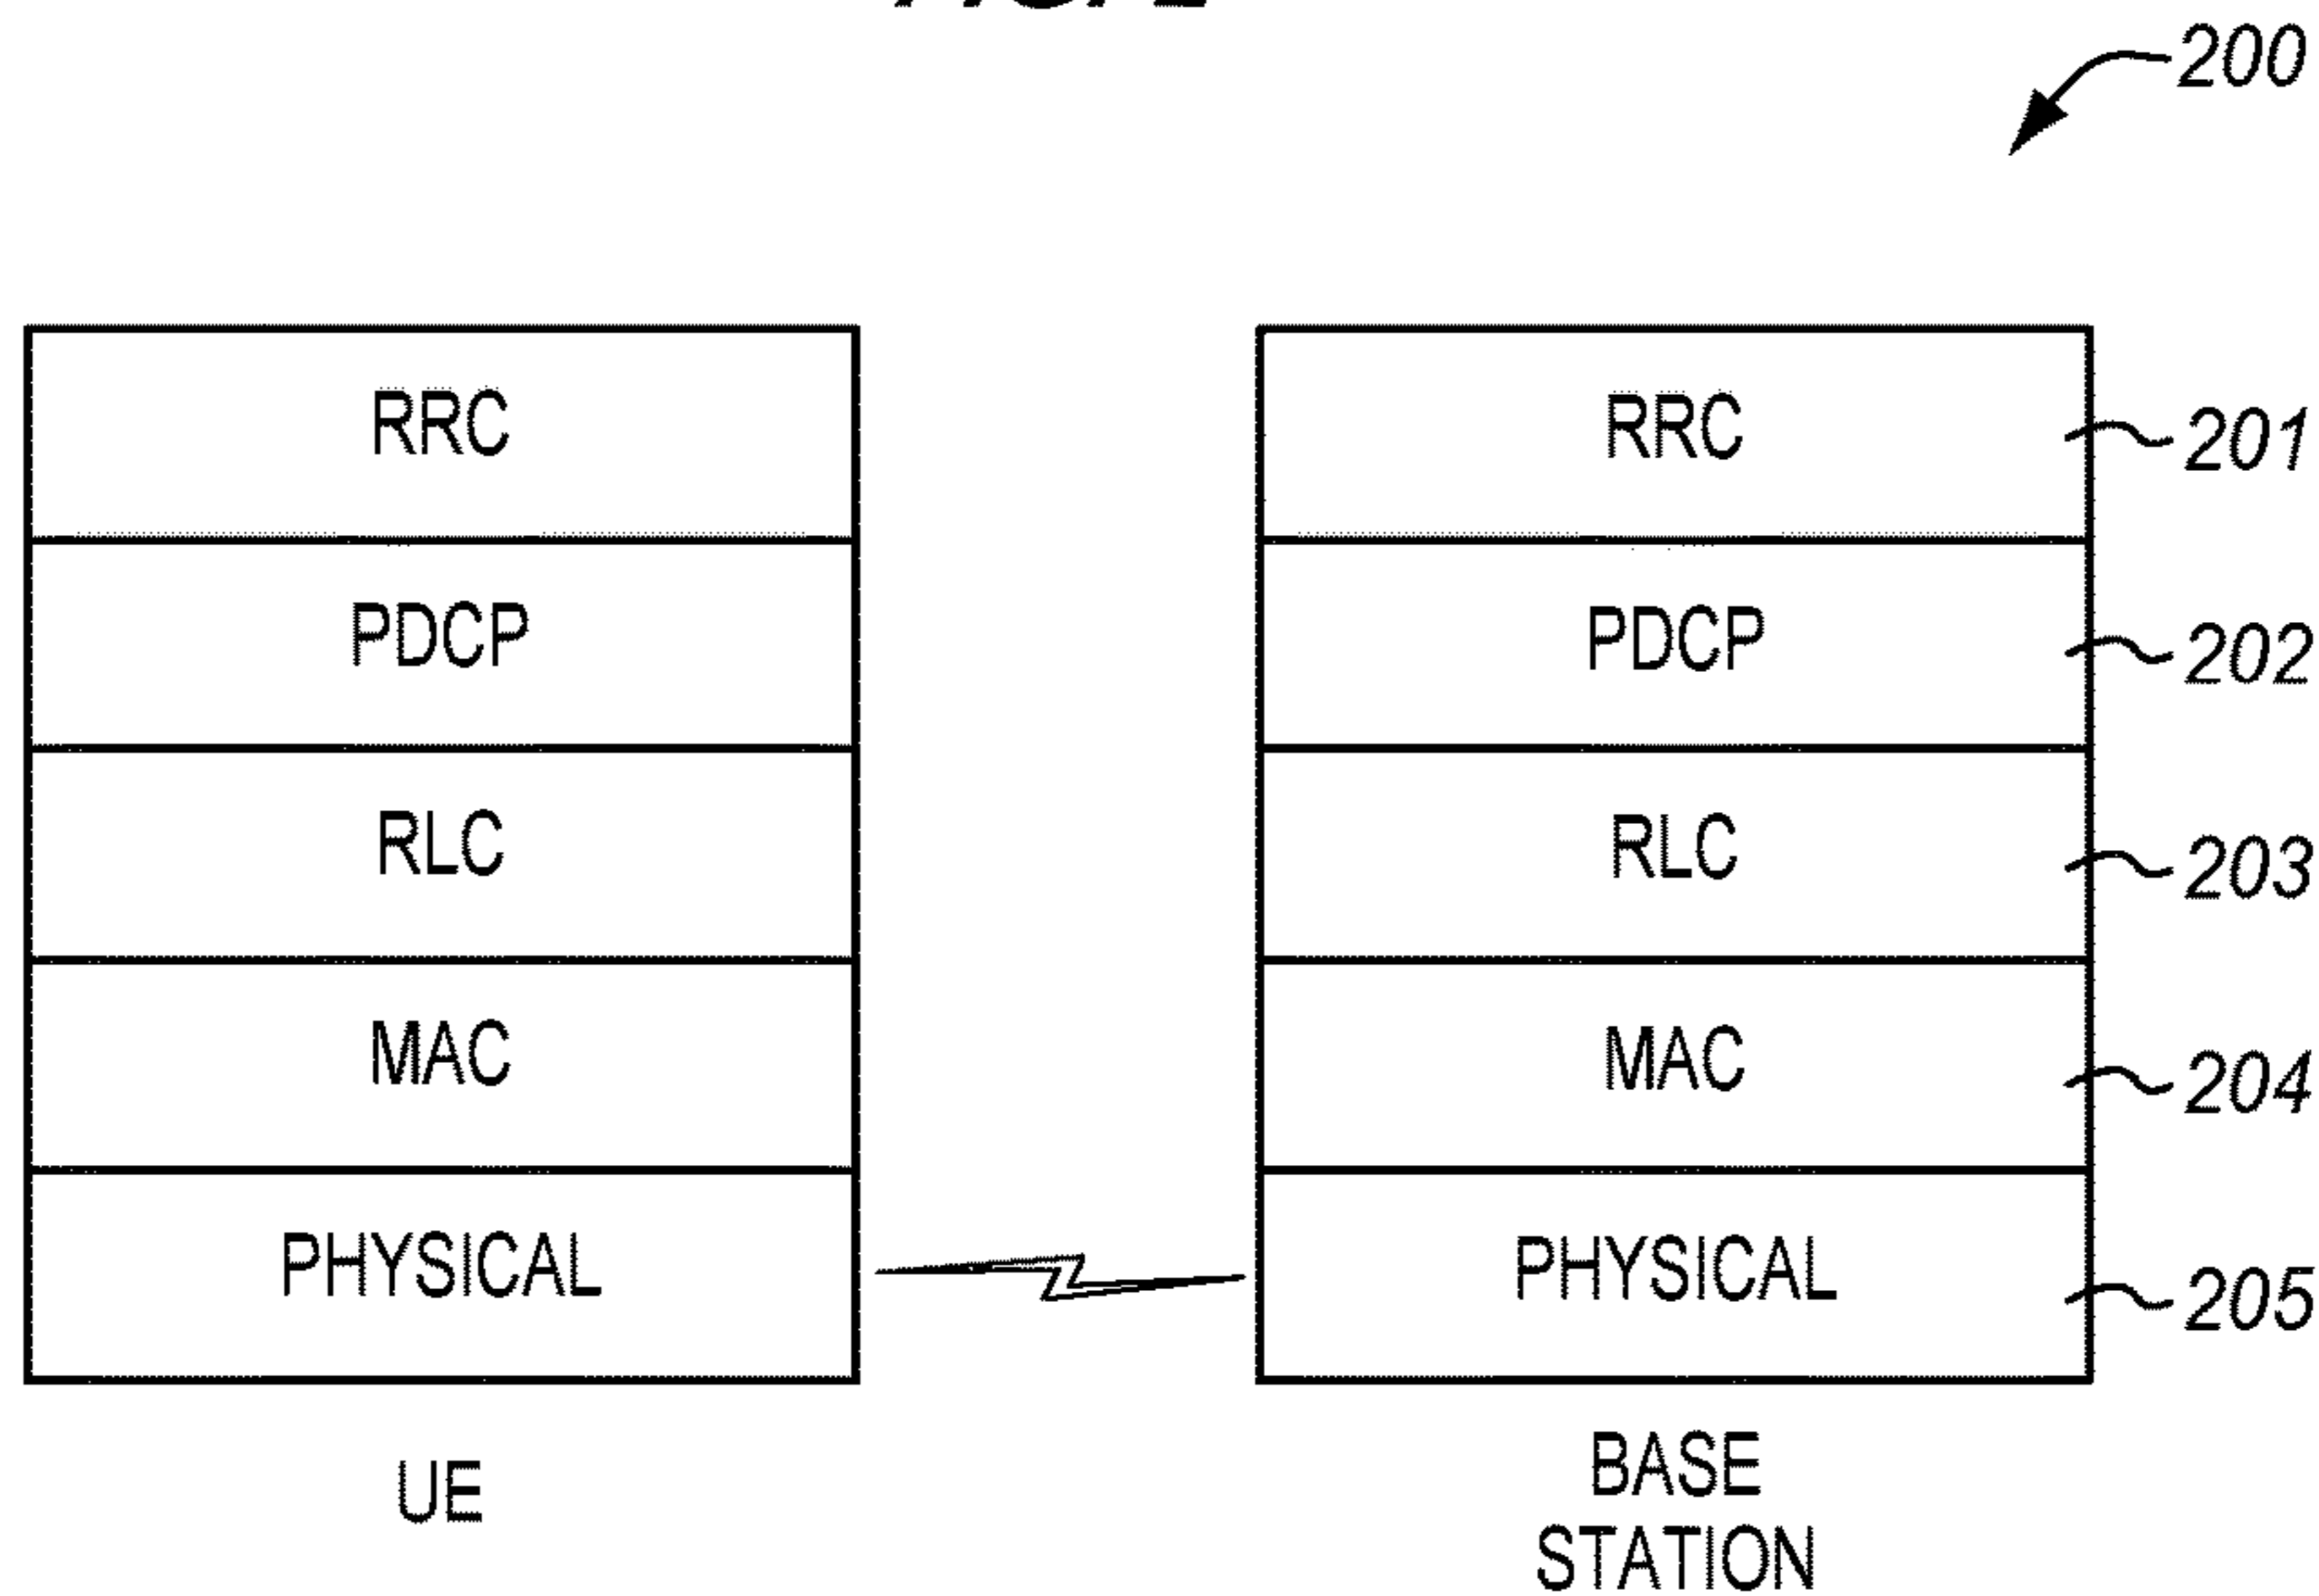 200
RRC RRC 201
PDCP PDCP 202
RLC RLC 203
MAC MAC 204
PHYSICAL PHYSICAL 205
UE
BASE
STATION